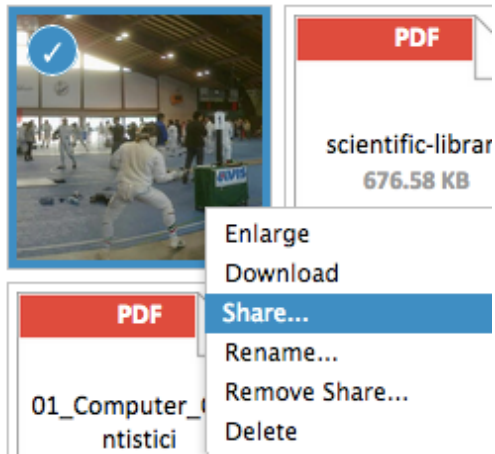 PDF
scientific-librar
676.58 KB
Enlarge
Download
Share...
Rename...
Remove Share...
Delete
PDF
01_Computer_
ntistici